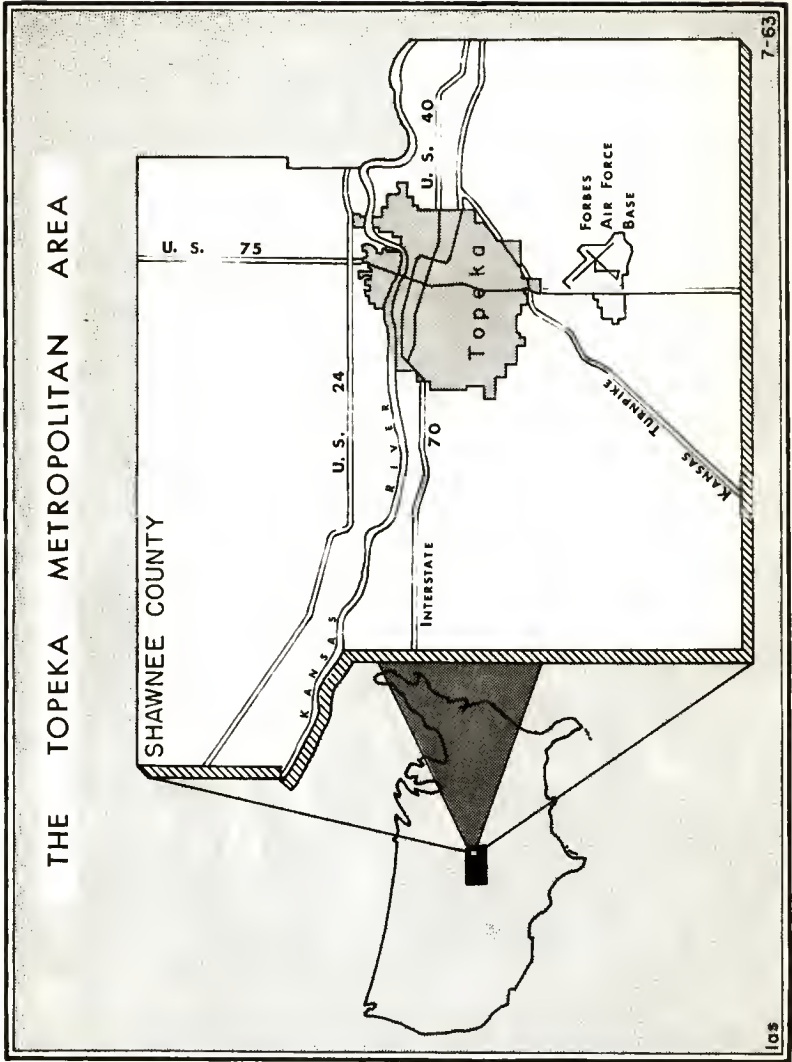 THE TOPEKA METROPOLITAN AREA
SHAWNEE COUNTY
U. S. 75
U. S. 24
KANSAS RIVER
U. S. 40
INTERSTATE 70
Topeka
FORBES
AIR FORCE
BASE
KANSAS TURNPIKE
las
7-63